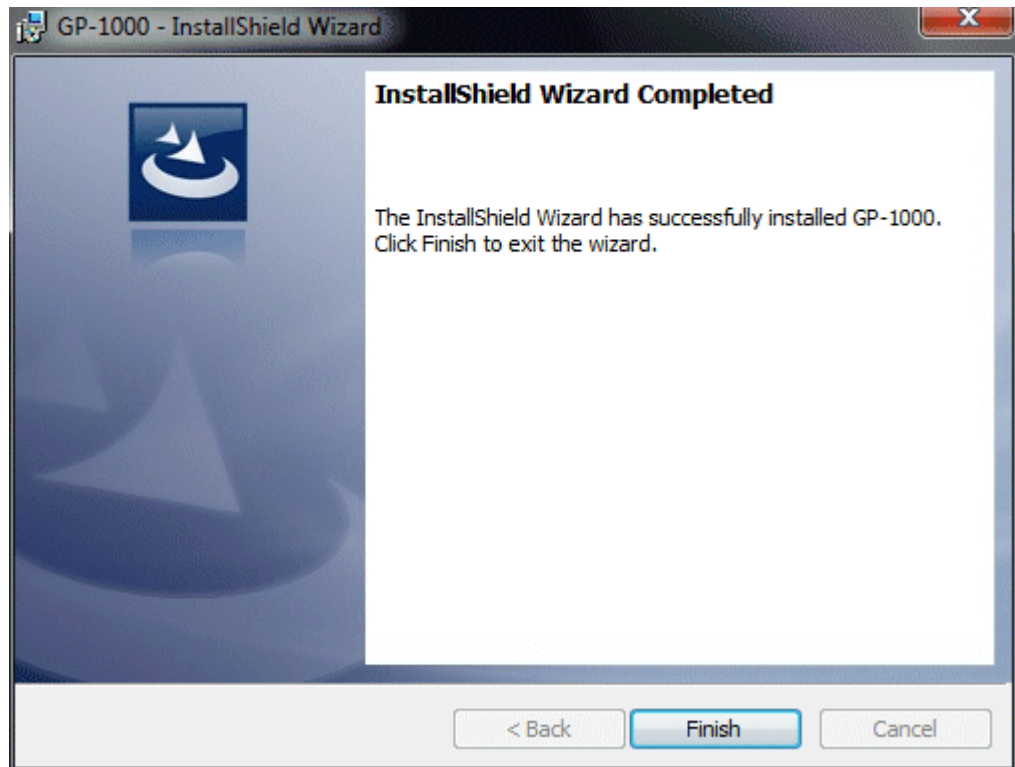 GP-1000 - InstallShield Wizard
InstallShield Wizard Completed
The InstallShield Wizard has successfully installed GP-1000.
Click Finish to exit the wizard.
< Back
Finish
Cancel